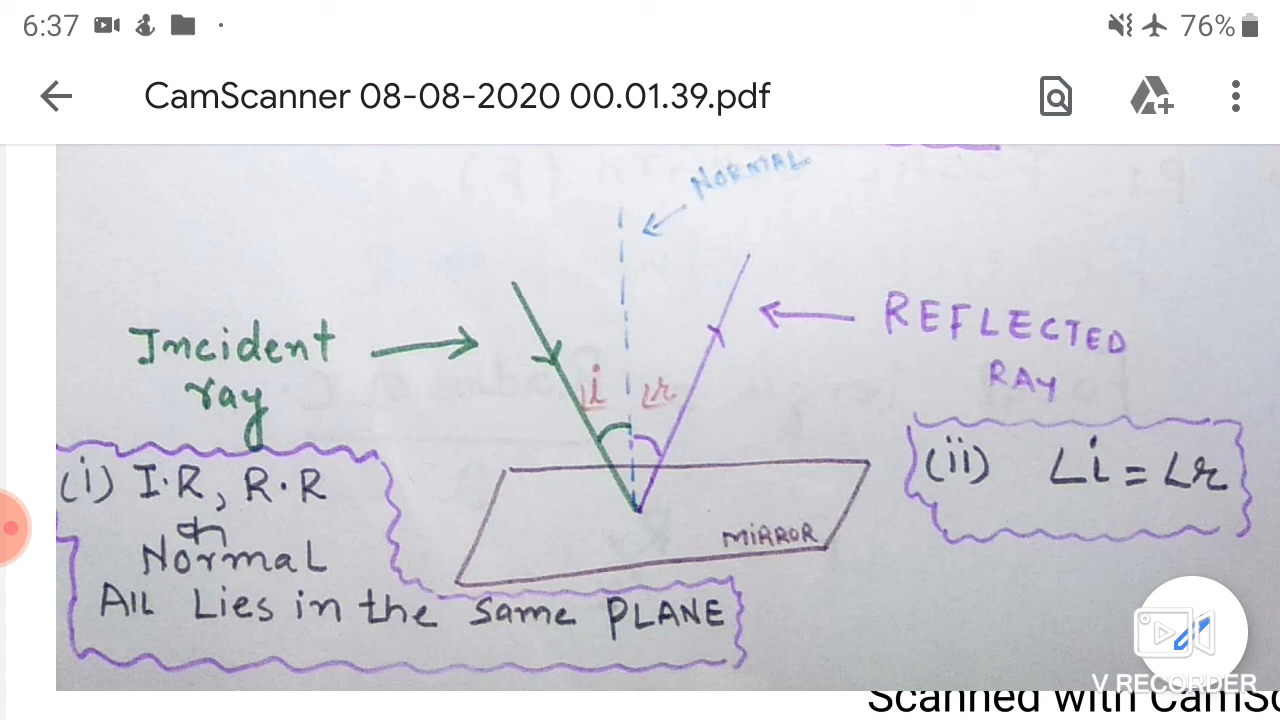 6:37
76%
CamScanner 08-08-2020 00.01.39.pdf
NORMAL
Incident
ray
REFLECTED
RAY
∠i
∠r
(i) I.R, R.R
Normal
All Lies in the same PLANE
(ii) ∠i = ∠r
MIRROR
V RECORDER
Scanned with CamSc